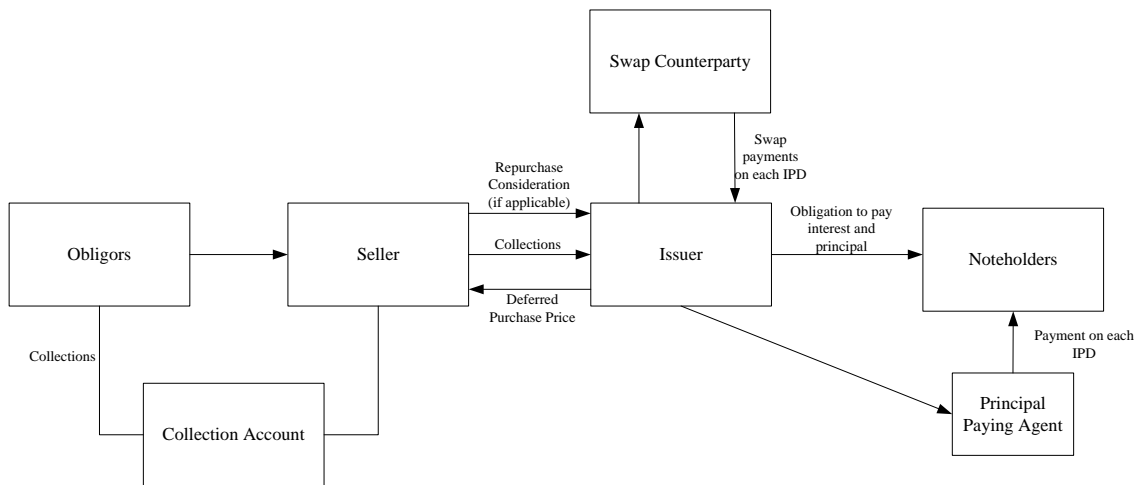 Swap Counterparty
Swap
payments
on each IPD
Repurchase
Consideration
(if applicable)
Obligation to pay
interest and
principal
Obligors
Seller
Collections
Issuer
Noteholders
Deferred
Purchase Price
Collections
Payment on each
IPD
Principal
Paying Agent
Collection Account